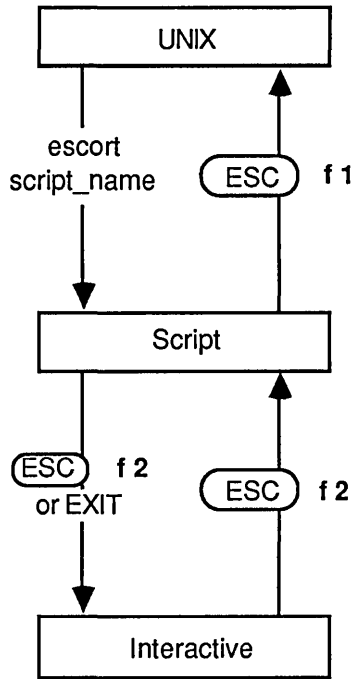 UNIX
escort
script_name
ESC f 1
Script
ESC f 2
or EXIT
ESC f 2
Interactive